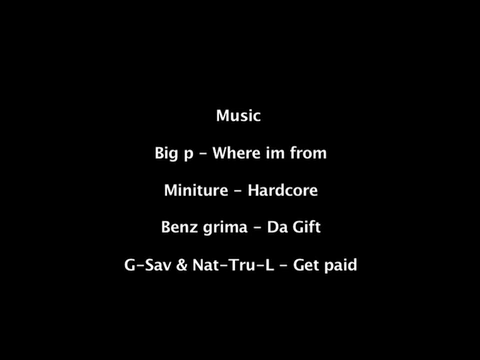 Music
Big p - Where im from
Miniture - Hardcore
Benz grima - Da Gift
G-Sav & Nat-Tru-L - Get paid